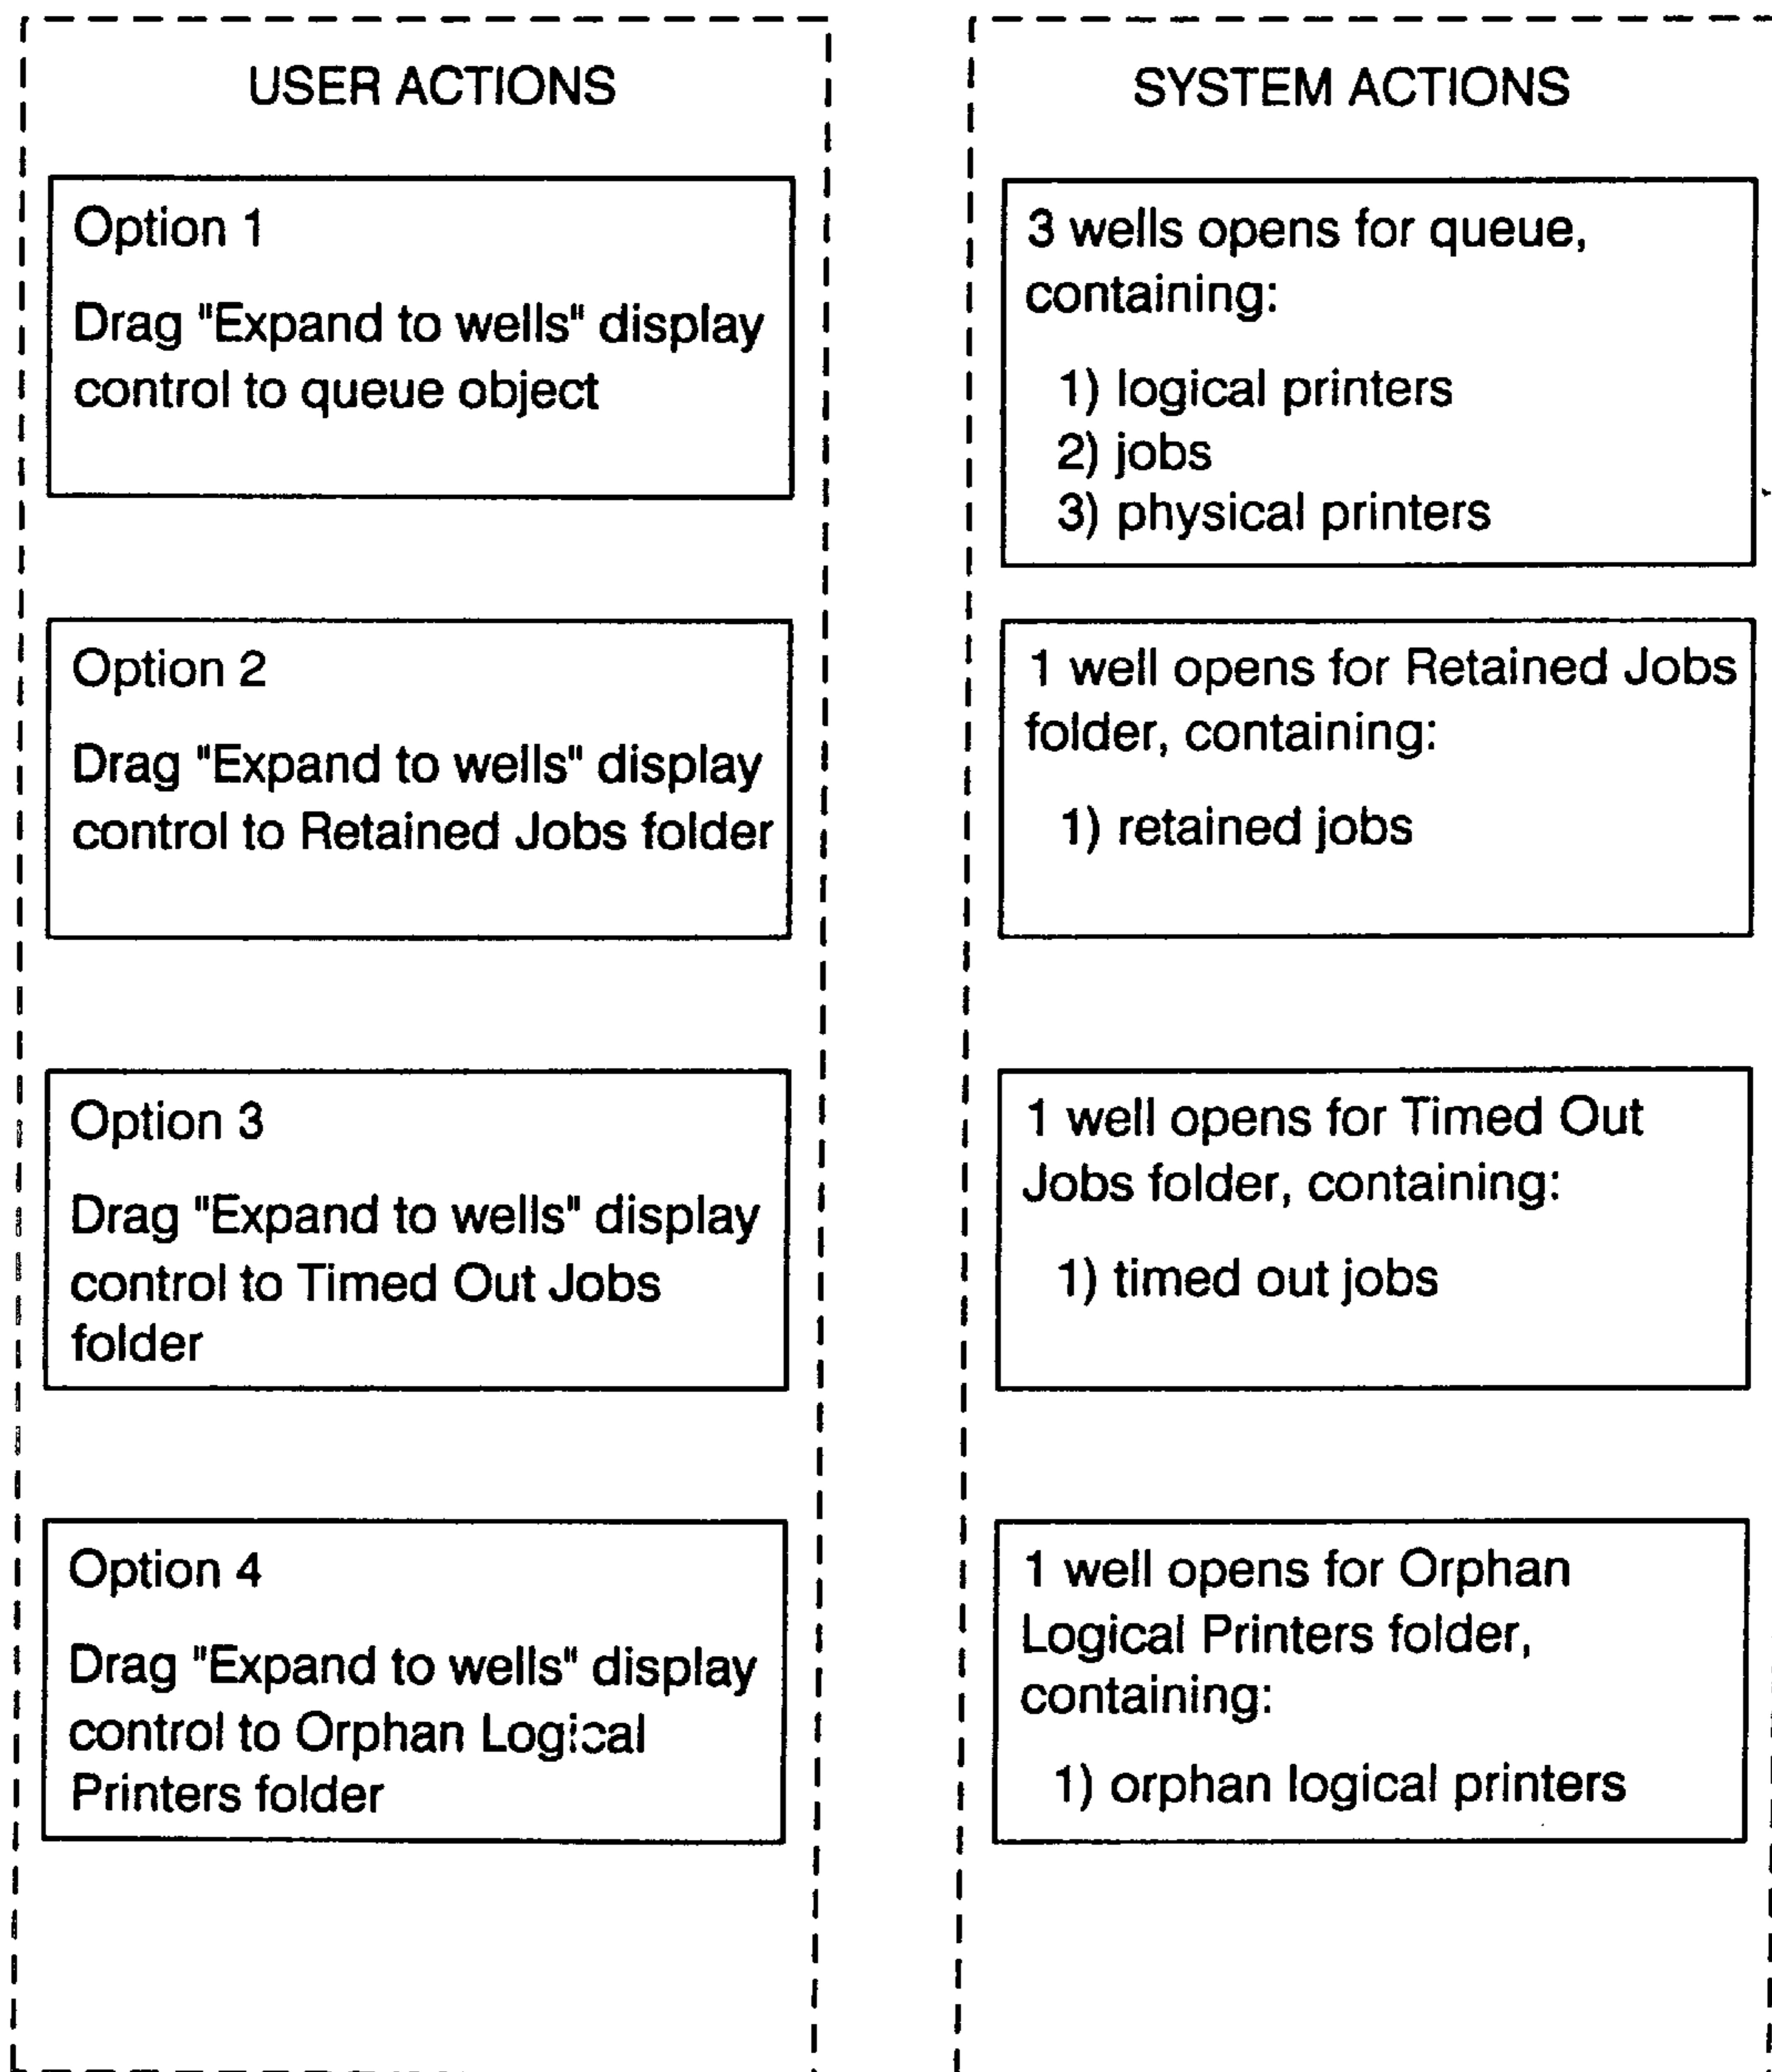 USER ACTIONS
Option 1
Drag "Expand to wells" display
control to queue object
Option 2
Drag "Expand to wells" display
control to Retained Jobs folder
Option 3
Drag "Expand to wells" display
control to Timed Out Jobs
folder
Option 4
Drag "Expand to wells" display
control to Orphan Logical
Printers folder
SYSTEM ACTIONS
3 wells opens for queue,
containing:
1) logical printers
2) jobs
3) physical printers
1 well opens for Retained Jobs
folder, containing:
1) retained jobs
1 well opens for Timed Out
Jobs folder, containing:
1) timed out jobs
1 well opens for Orphan
Logical Printers folder,
containing:
1) orphan logical printers